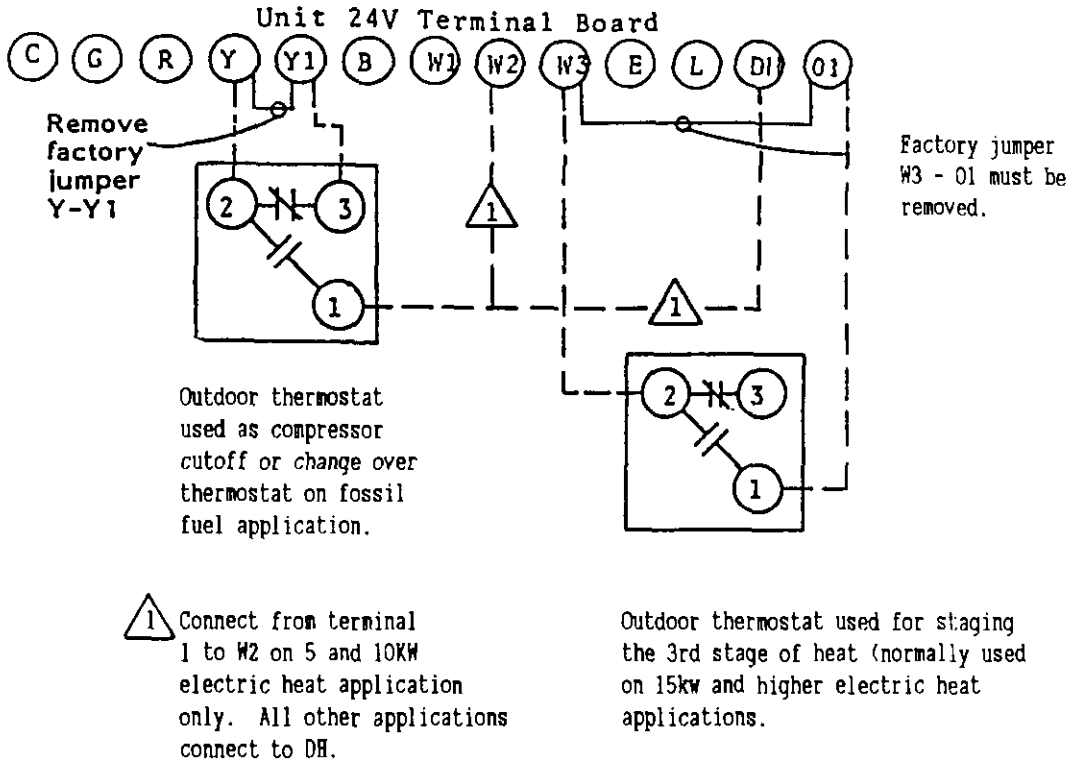 Unit 24V Terminal Board
C G R Y Y1 B W1 W2 W3 E L DH 01
Remove
factory
jumper
Y-Y1
Factory jumper
W3 - 01 must be
removed.
2 3
1
1
1
2 3
1
Outdoor thermostat
used as compressor
cutoff or change over
thermostat on fossil
fuel application.
1 Connect from terminal
1 to W2 on 5 and 10KW
electric heat application
only. All other applications
connect to DH.
Outdoor thermostat used for staging
the 3rd stage of heat (normally used
on 15kw and higher electric heat
applications.